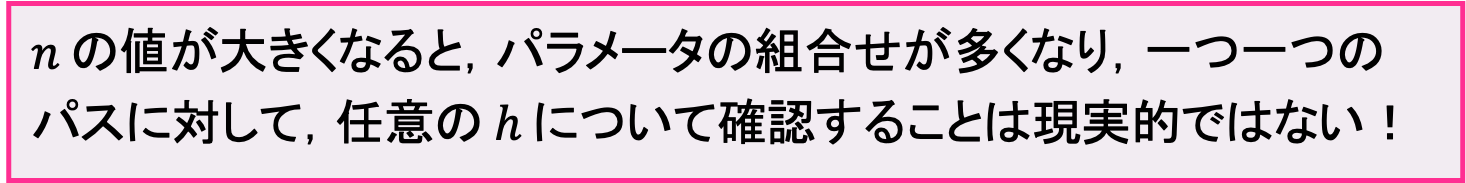 n の値が大きくなると, パラメータの組合せが多くなり, 一つ一つの
パスに対して, 任意の h について確認することは現実的ではない！